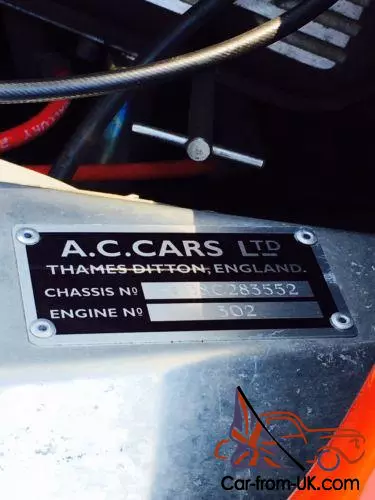 A.C.CARS LTD
THAMES DITTON, ENGLAND.
CHASSIS Nº
ENGINE Nº 302
Car-from-UK.com